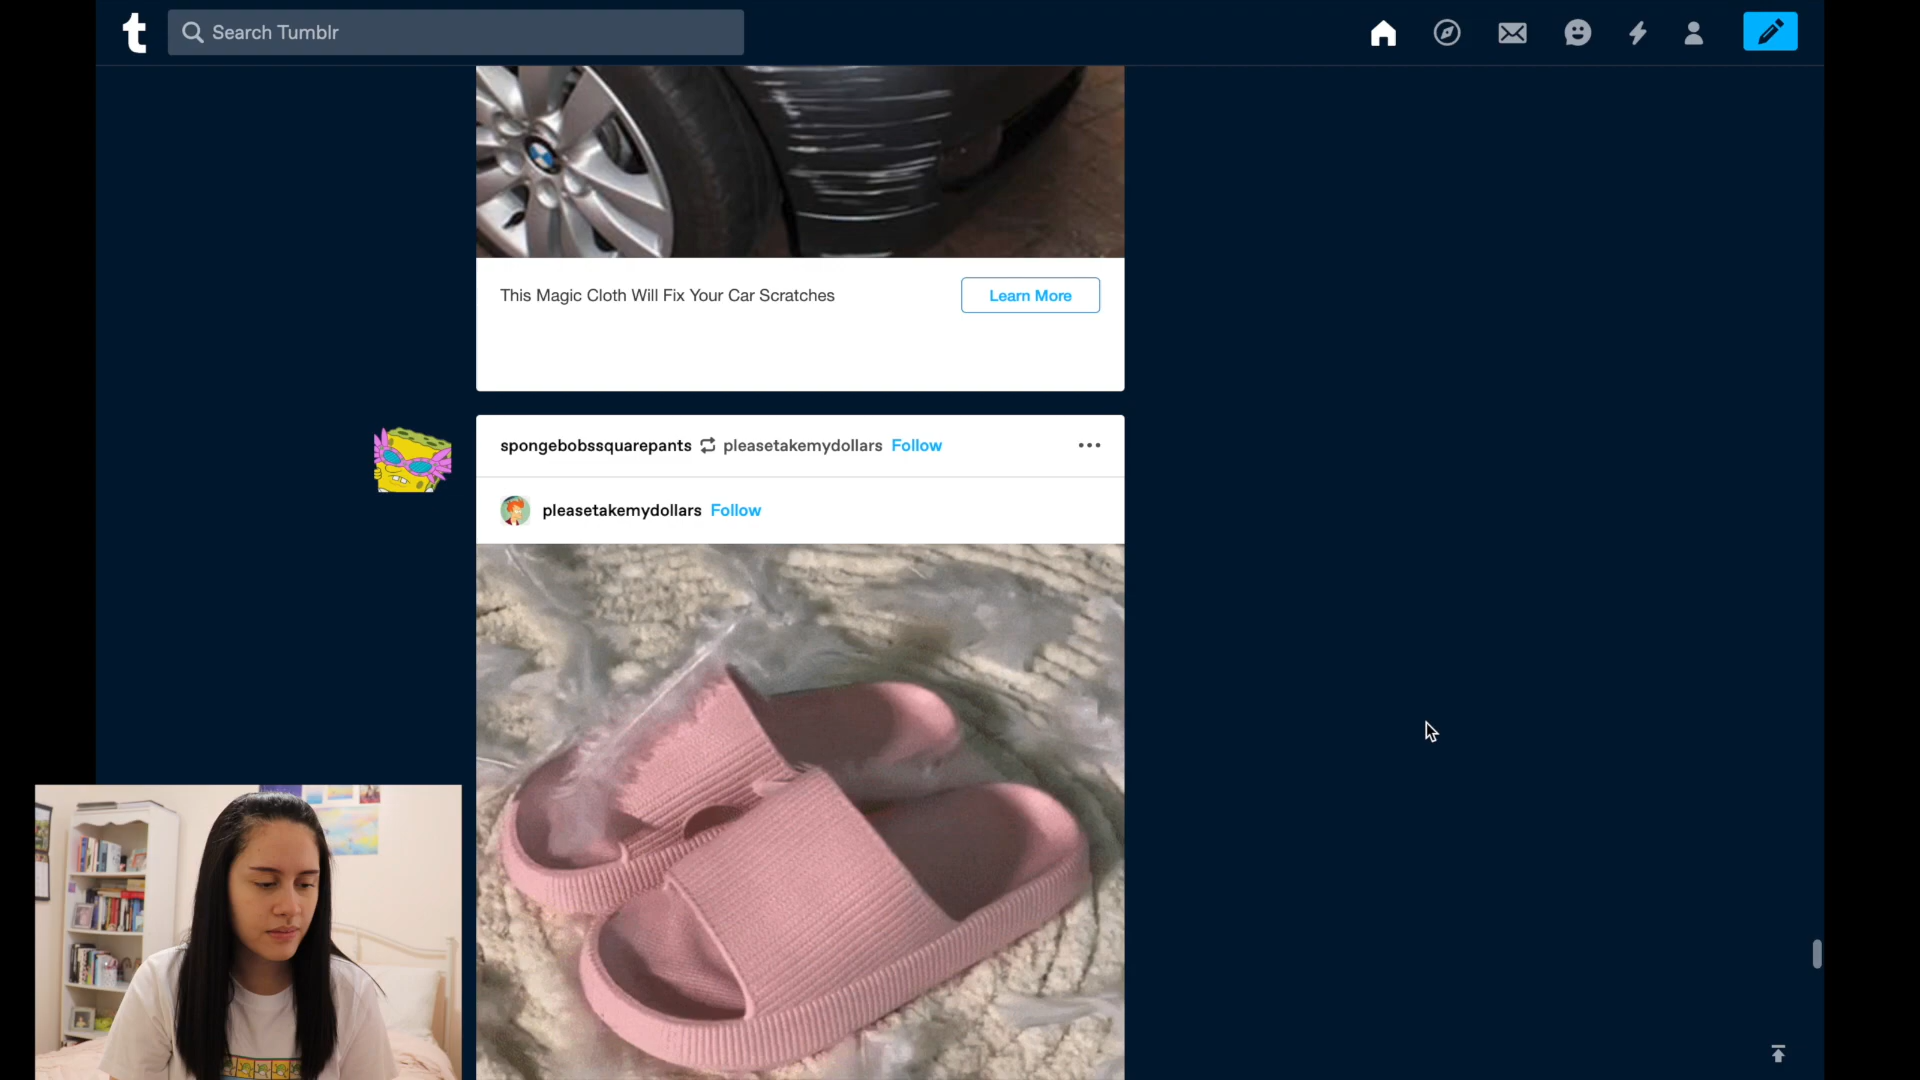 t
Search Tumblr
This Magic Cloth Will Fix Your Car Scratches
Learn More
spongebobssquarepants pleasetakemydollars Follow
pleasetakemydollars Follow